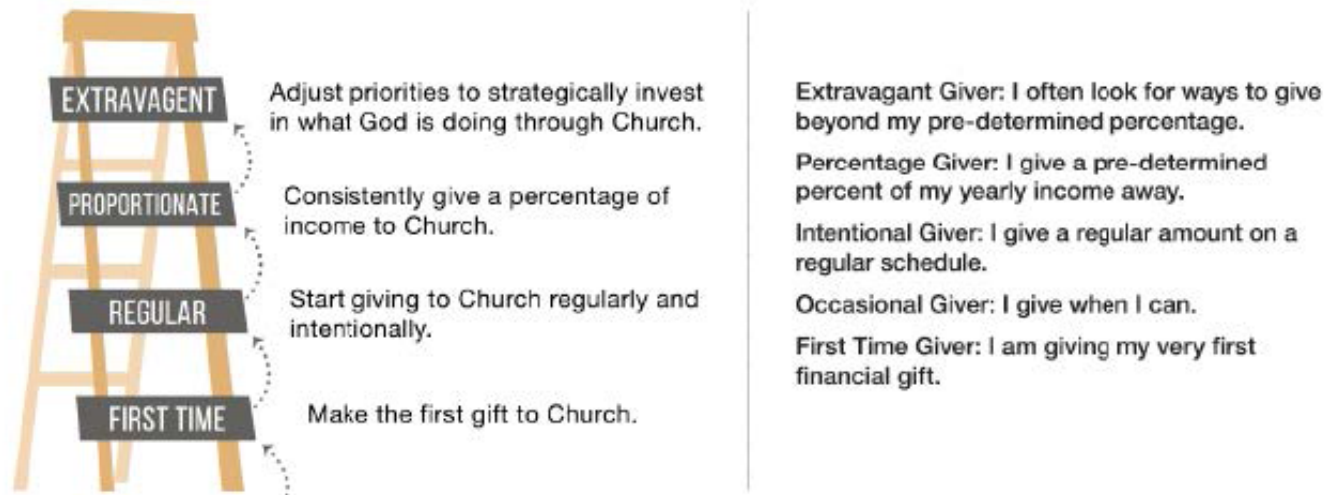 EXTRAVAGENT
Adjust priorities to strategically invest
in what God is doing through Church.
PROPORTIONATE
Consistently give a percentage of
income to Church.
REGULAR
Start giving to Church regularly and
intentionally.
FIRST TIME
Make the first gift to Church.
Extravagant Giver: I often look for ways to give
beyond my pre-determined percentage.
Percentage Giver: I give a pre-determined
percent of my yearly income away.
Intentional Giver: I give a regular amount on a
regular schedule.
Occasional Giver: I give when I can.
First Time Giver: I am giving my very first
financial gift.